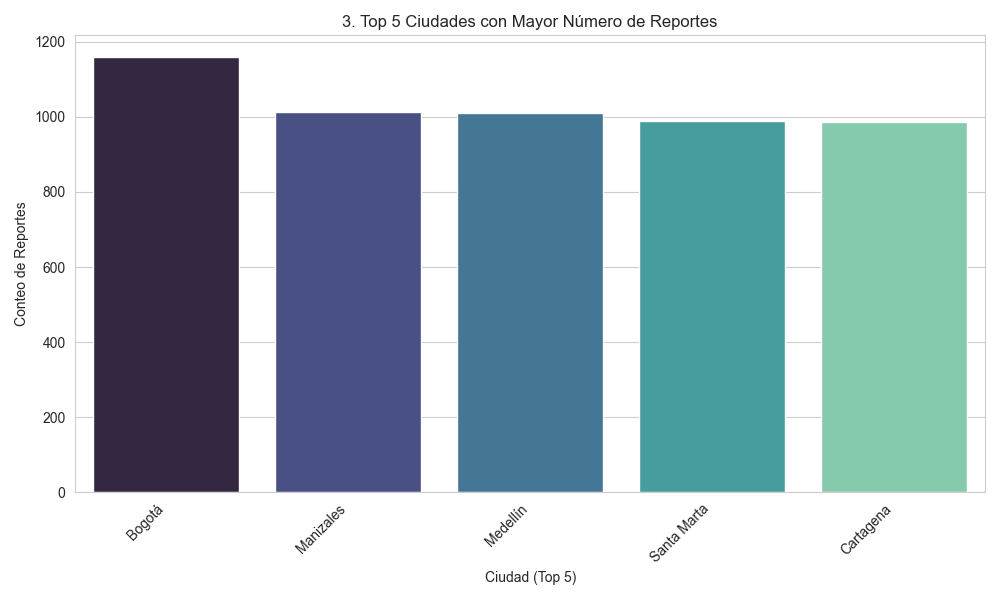 3. Top 5 Ciudades con Mayor Número de Reportes
1200
1000
800
600
400
200
0
Conteo de Reportes
Bogotá
Manizales
Medellín
Santa Marta
Cartagena
Ciudad (Top 5)